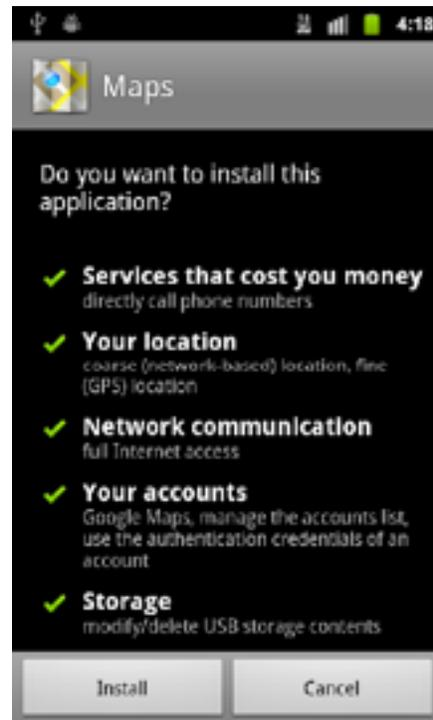 4:18
Maps
Do you want to install this
application?
Services that cost you money
directly call phone numbers
Your location
coarse (network-based) location, fine
(GPS) location
Network communication
full Internet access
Your accounts
Google Maps, manage the accounts list,
use the authentication credentials of an
account
Storage
modify/delete USB storage contents
Install
Cancel